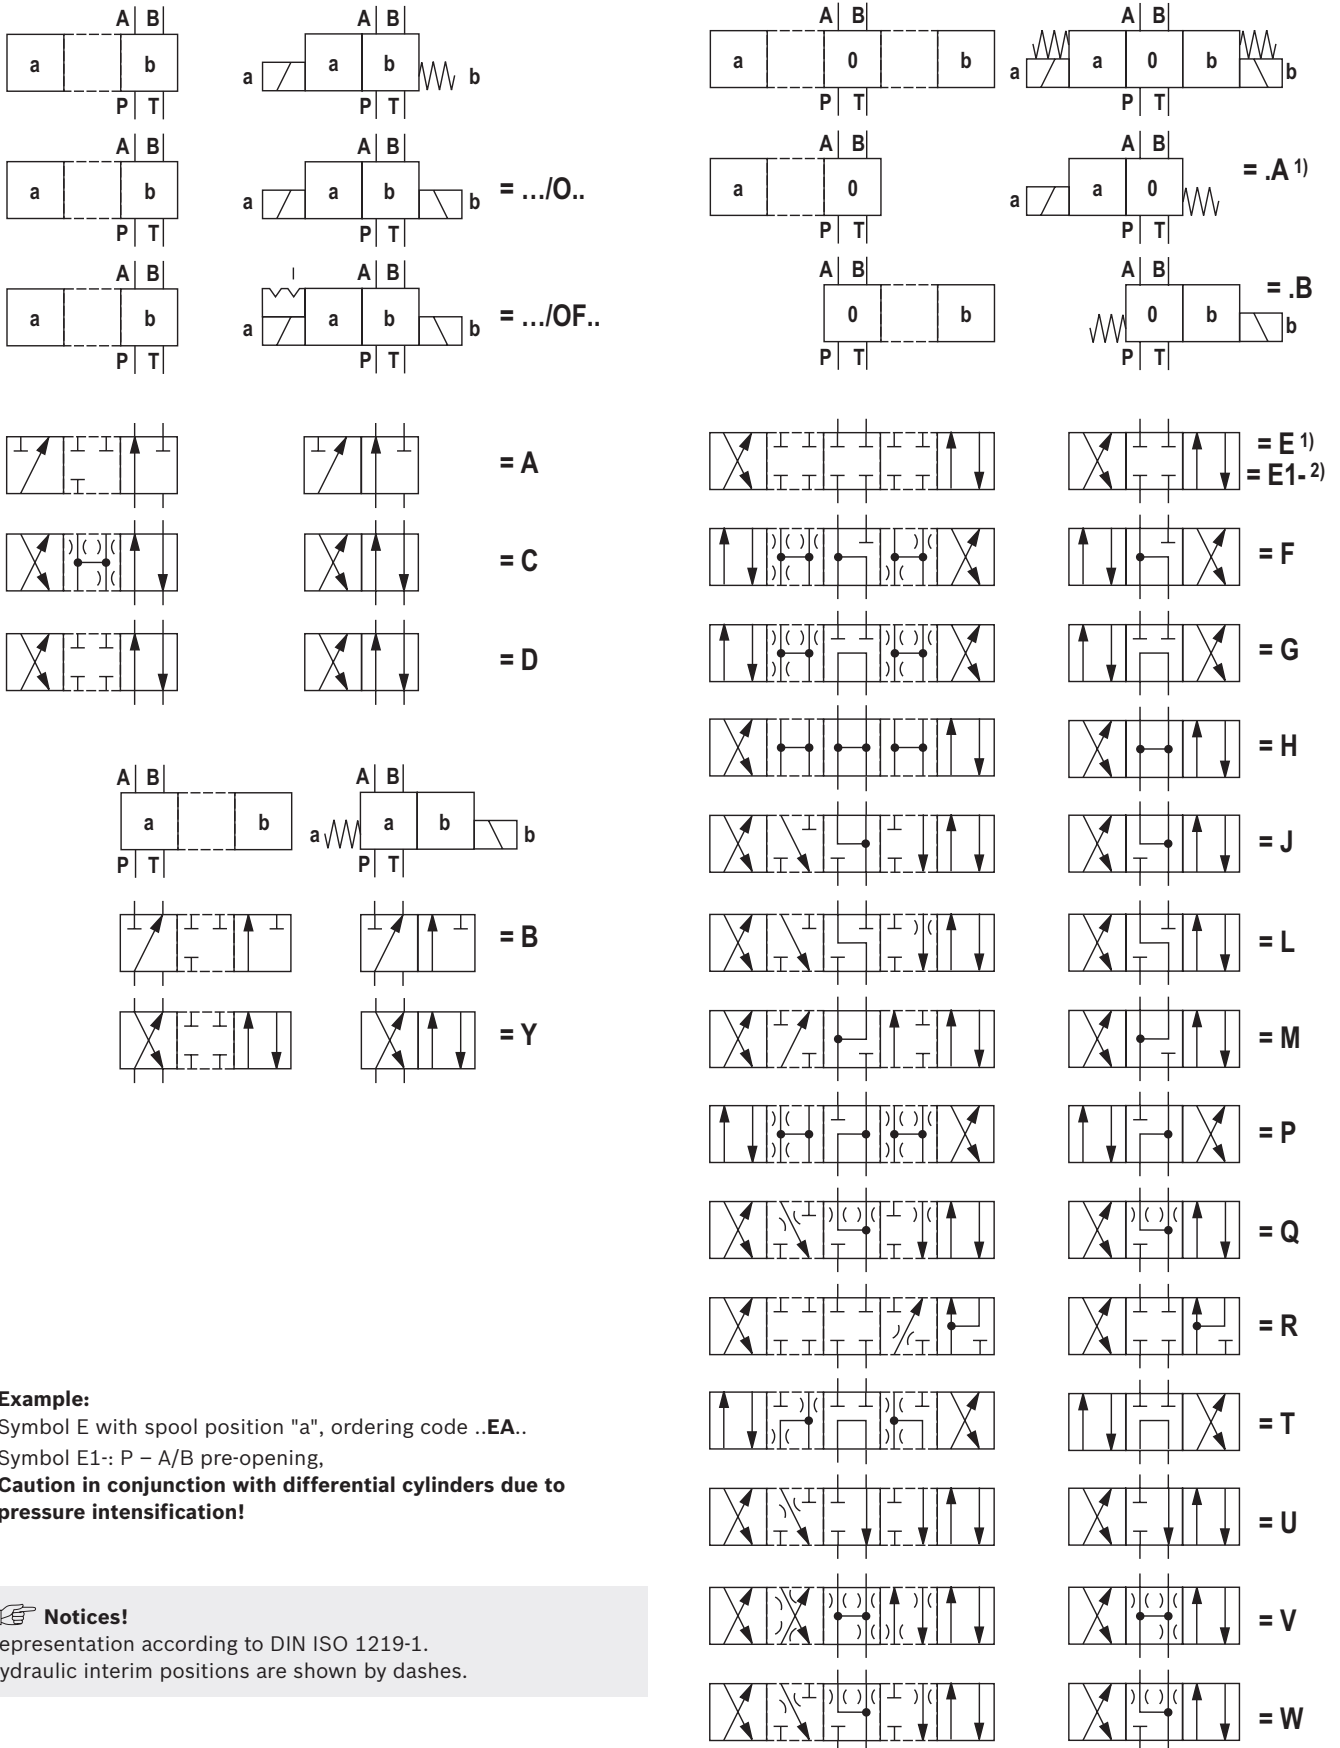 A B
a b
P T
A B
a a b b
P T
A B
a b
P T
A B
a a b b = .../O..
P T
A B
a b
P T
I A B
a a b b = .../OF..
P T
= A
= C
= D
A B
a b
P T
A B
a a b b
P T
= B
= Y
A B
a 0 b
P T
A B
a a 0 b b
P T
A B
a 0
P T
A B
a a 0 = .A 1)
P T
A B
0 b
P T
A B
= .B
0 b b
P T
= E 1)
= E1- 2)
= F
= G
= H
= J
= L
= M
= P
= Q
= R
= T
= U
= V
= W
Example:
Symbol E with spool position "a", ordering code ..EA..
Symbol E1-: P – A/B pre-opening,
Caution in conjunction with differential cylinders due to
pressure intensification!
Notices!
epresentation according to DIN ISO 1219-1.
ydraulic interim positions are shown by dashes.